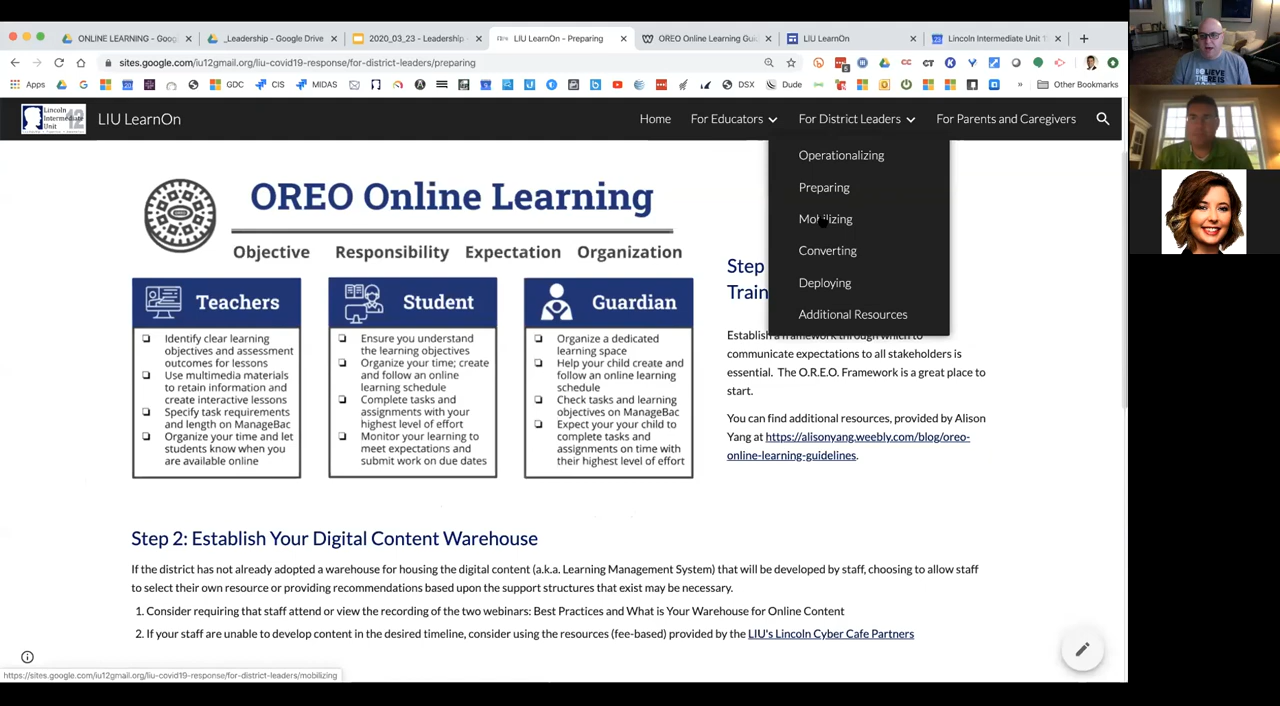 ONLINE LEARNING - Goog
_Leadership - Google Drive
2020_03_23 - Leadership -
LIU LearnOn - Preparing
OREO Online Learning Gui
LIU LearnOn
Lincoln Intermediate Unit 1
sites.google.com/iu12gmail.org/liu-covid19-response/for-district-leaders/preparing
Apps
GDC
CIS
MIDAS
DSX
Dude
Other Bookmarks
Lincoln
Intermediate
Unit
12
LIU LearnOn
Home
For Educators
For District Leaders
For Parents and Caregivers
Operationalizing
Preparing
Mobilizing
Converting
Deploying
Additional Resources
OREO Online Learning
Objective Responsibility Expectation Organization
Teachers
Identify clear learning
objectives and assessment
outcomes for lessons
Use multimedia materials
to retain information and
create interactive lessons
Specify task requirements
and length on ManageBac
Organize your time and let
students know when you
are available online
Student
Ensure you understand
the learning objectives
Organize your time; create
and follow an online
learning schedule
Complete tasks and
assignments with your
highest level of effort
Monitor your learning to
meet expectations and
submit work on due dates
Guardian
Organize a dedicated
learning space
Help your child create and
follow an online learning
schedule
Check tasks and learning
objectives on ManageBac
Expect your your child to
complete tasks and
assignments on time with
their highest level of effort
Step
Train
Establish a framework through which to
communicate expectations to all stakeholders is
essential. The O.R.E.O. Framework is a great place to
start.
You can find additional resources, provided by Alison
Yang at https://alisonyang.weebly.com/blog/oreo-
online-learning-guidelines.
Step 2: Establish Your Digital Content Warehouse
If the district has not already adopted a warehouse for housing the digital content (a.k.a. Learning Management System) that will be developed by staff, choosing to allow staff
to select their own resource or providing recommendations based upon the support structures that exist may be necessary.
1. Consider requiring that staff attend or view the recording of the two webinars: Best Practices and What is Your Warehouse for Online Content
2. If your staff are unable to develop content in the desired timeline, consider using the resources (fee-based) provided by the LIU's Lincoln Cyber Cafe Partners
https://sites.google.com/iu12gmail.org/liu-covid19-response/for-district-leaders/mobilizing